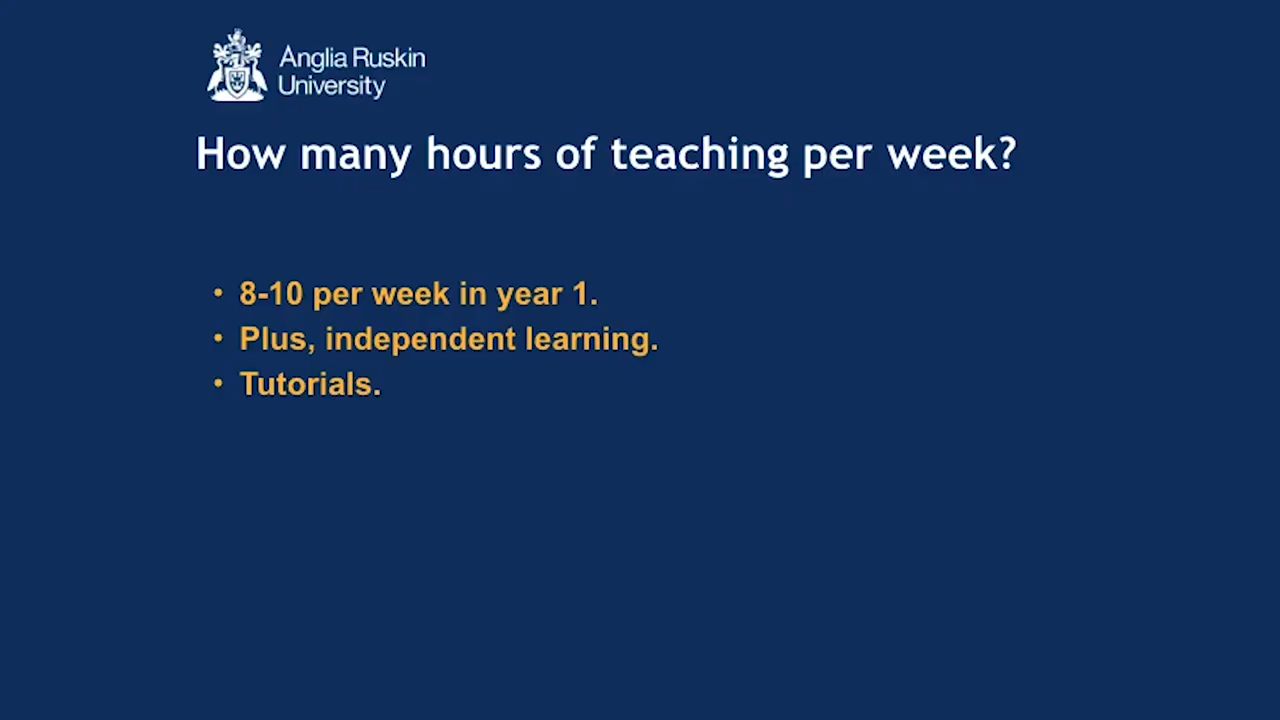 Anglia Ruskin
University
How many hours of teaching per week?
• 8-10 per week in year 1.
• Plus, independent learning.
• Tutorials.